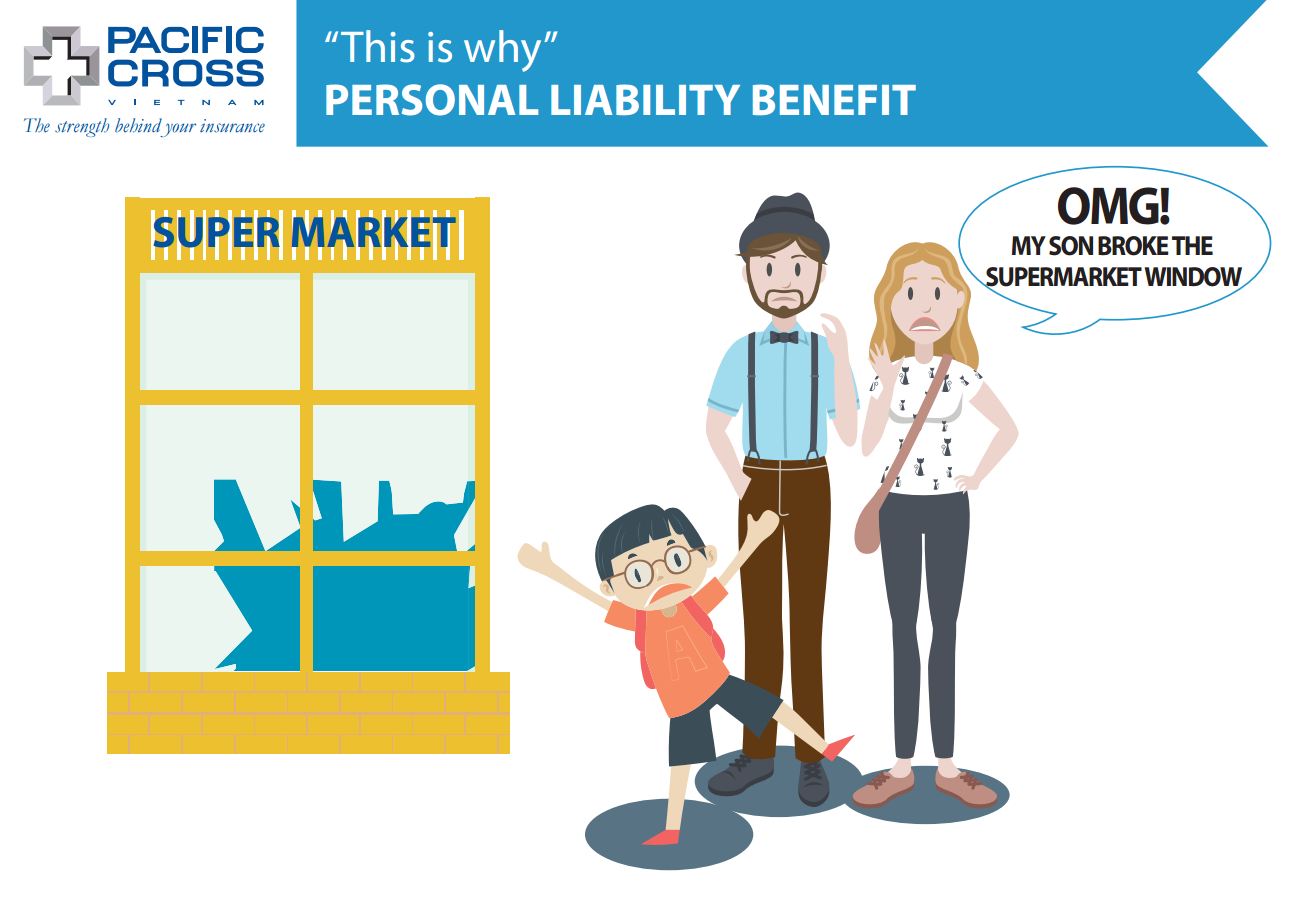 PACIFIC
CROSS
VIETNAM
The strength behind your insurance
“This is why”
PERSONAL LIABILITY BENEFIT
SUPER MARKET
OMG!
MY SON BROKE THE
SUPERMARKET WINDOW
A